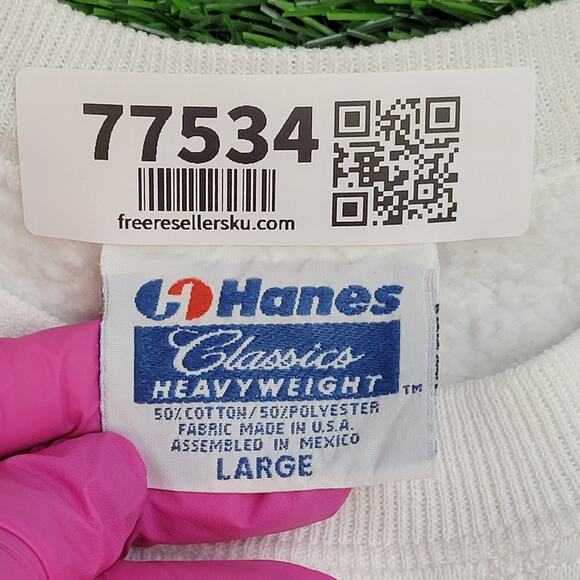 77534
freeresellersku.com
Hanes
Classics
HEAVYWEIGHT ™
50%COTTON/50%POLYESTER
FABRIC MADE IN U.S.A.
ASSEMBLED IN MEXICO
LARGE